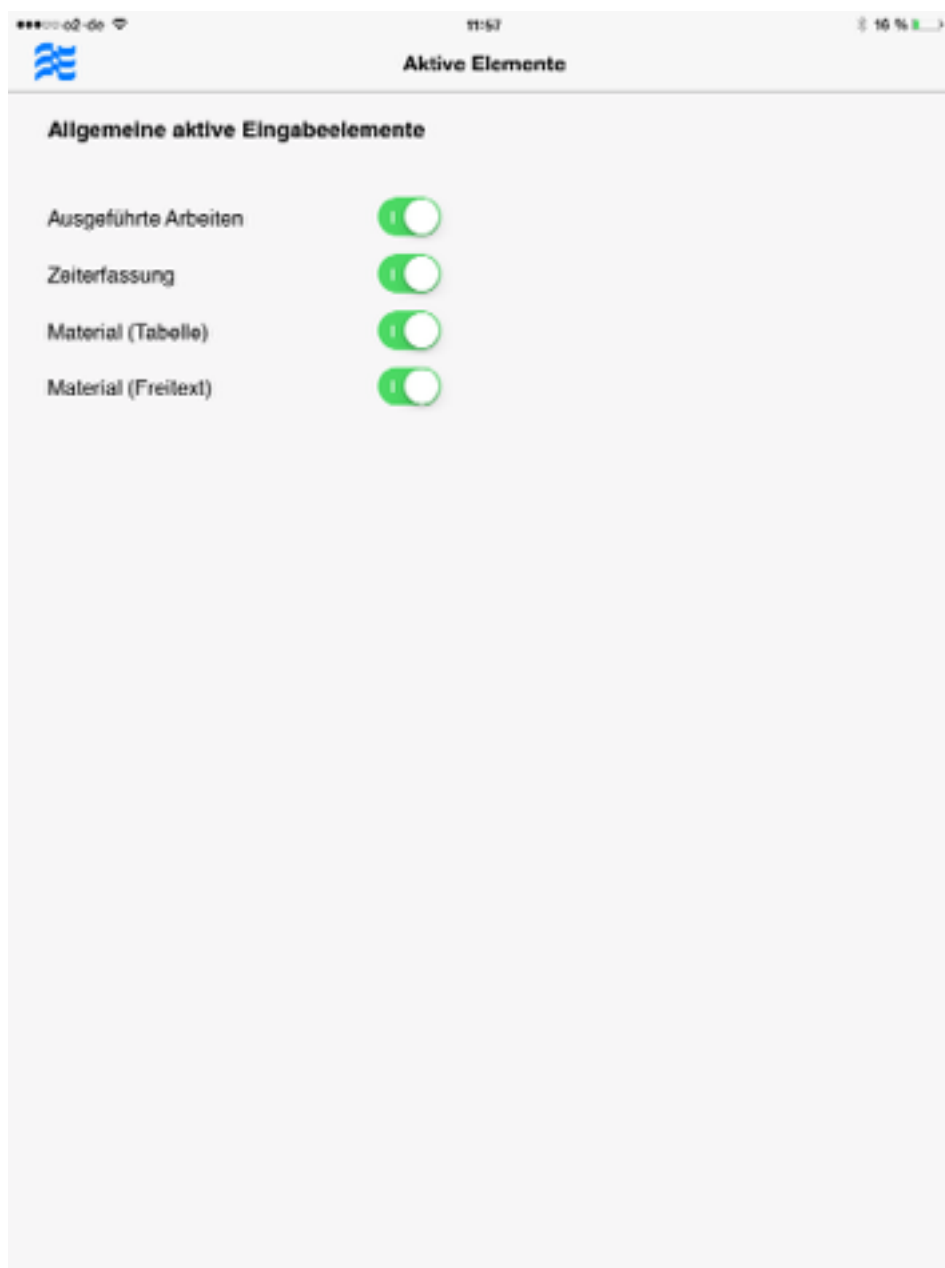 o2-de 11:57 16 %
Aktive Elemente
Allgemeine aktive Eingabeelemente
Ausgeführte Arbeiten
Zeiterfassung
Material (Tabelle)
Material (Freitext)